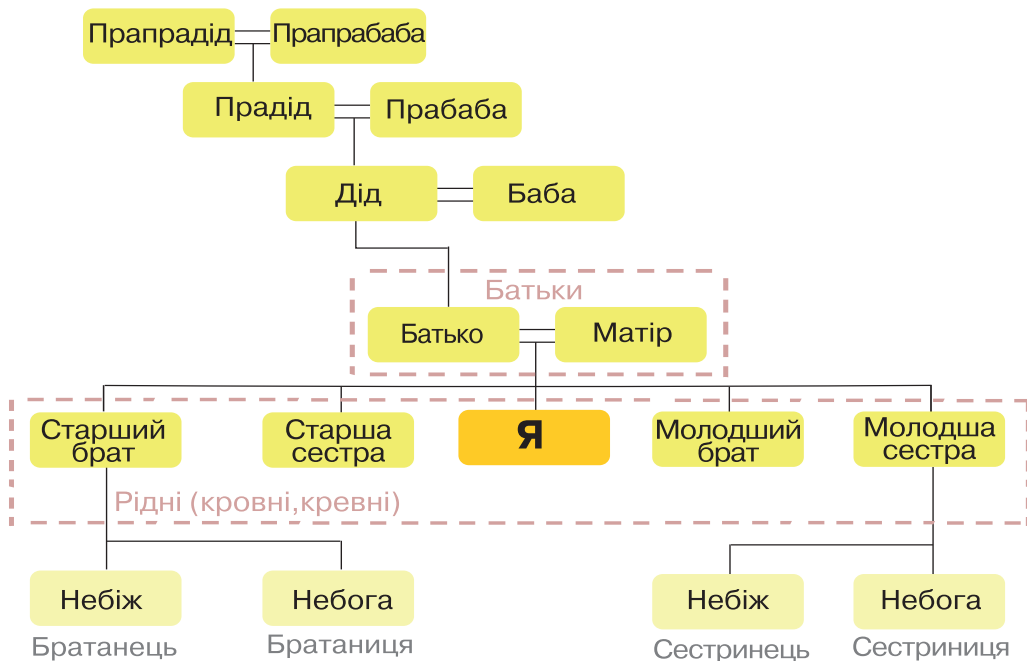 Прапрадід Прапрабаба
Прадід Прабаба
Дід Баба
Батьки
Батько Матір
Старший
брат
Старша
сестра
Я
Молодший
брат
Молодша
сестра
Рідні (кровні,кревні)
Небіж Небога Небіж Небога
Братанець Братаниця Сестринець Сестриниця